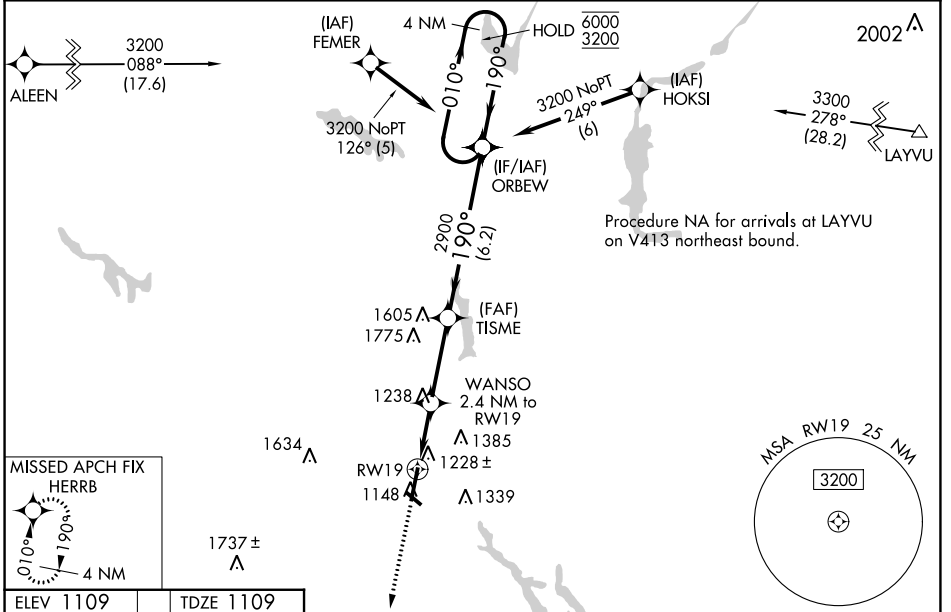 ALEEN
3200
088°
(17.6)
(IAF)
FEMER
3200 NoPT
126° (5)
4 NM
HOLD
6000
3200
010°
190°
3200 NoPT
249°
(6)
(IAF)
HOKSI
2002
3300
278°
(28.2)
LAYVU
(IF/IAF)
ORBEW
Procedure NA for arrivals at LAYVU
on V413 northeast bound.
2900
190°
(6.2)
1605
1775
(FAF)
TISME
1238
WANSO
2.4 NM to
RW19
1385
1634
RW19
1228 ±
1148
1339
1737 ±
MISSED APCH FIX
HERRB
010°
190°
4 NM
MSA RW19 25 NM
3200
ELEV 1109
TDZE 1109